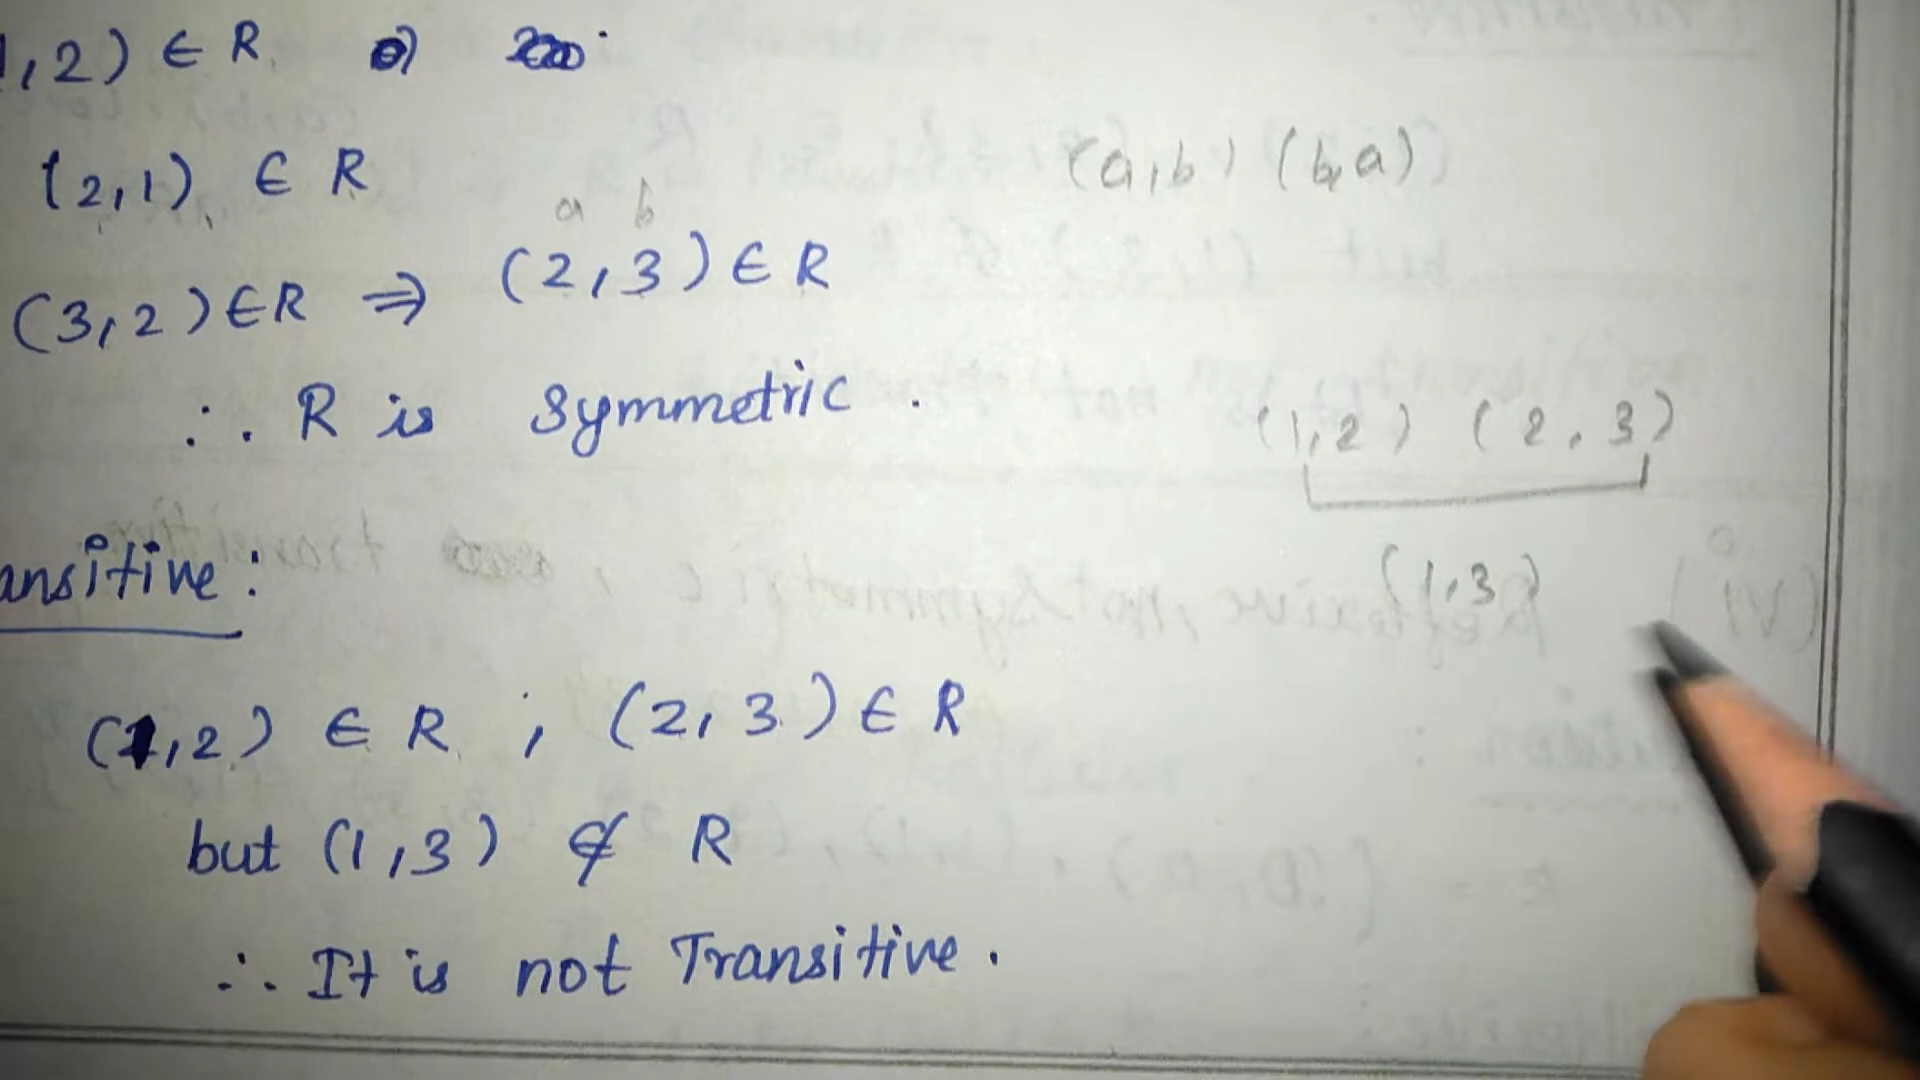 1,2) ∈ R
(2,1) ∈ R
(a,b) (b,a)
a b
(3,2) ∈ R ⇒ (2,3) ∈ R
∴ R is Symmetric.
(1,2) (2,3)
(1,3)
ansitive:
(1,2) ∈ R ; (2,3) ∈ R
but (1,3) ∉ R
∴ It is not Transitive.